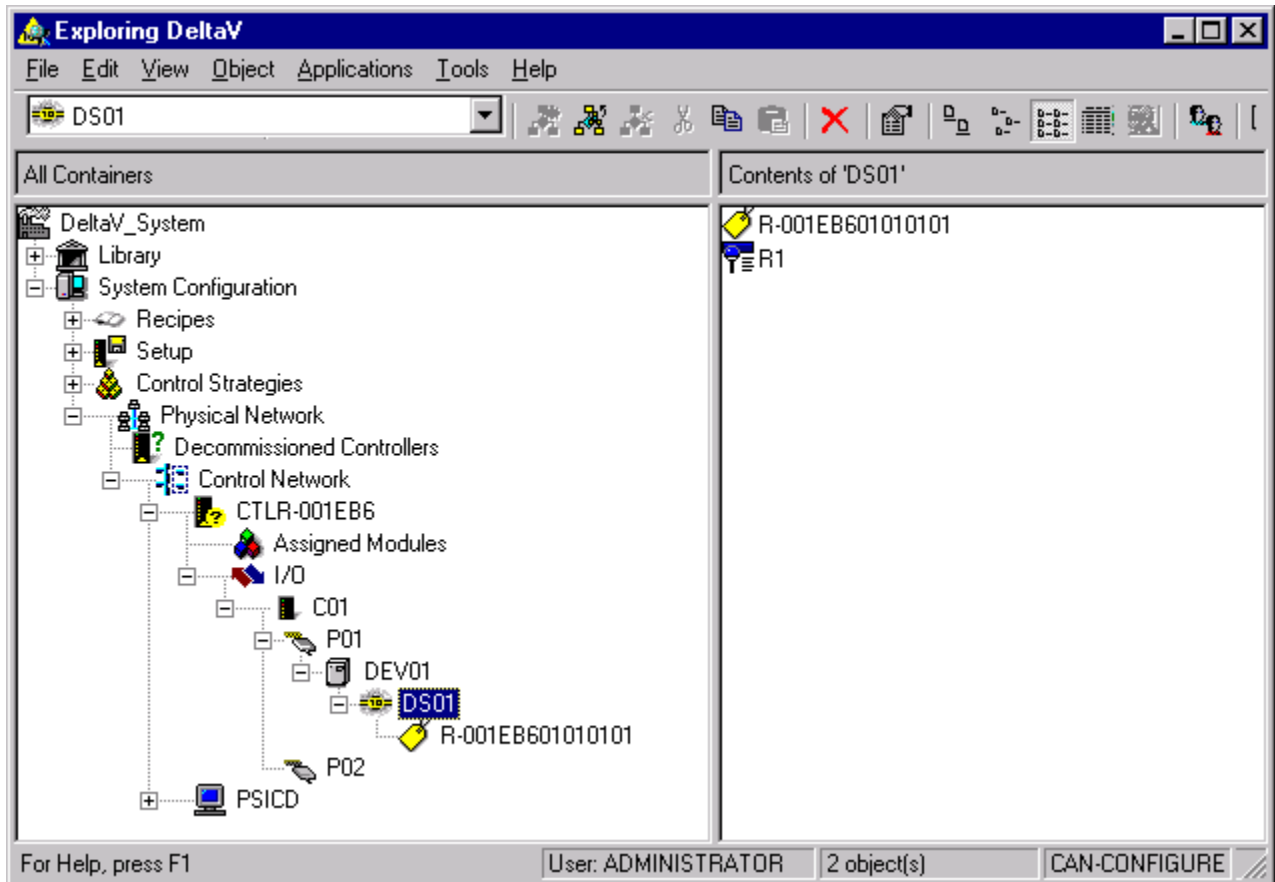 Exploring DeltaV
File Edit View Object Applications Tools Help
DS01
All Containers
Contents of 'DS01'
DeltaV_System
Library
System Configuration
Recipes
Setup
Control Strategies
Physical Network
Decommissioned Controllers
Control Network
CTLR-001EB6
Assigned Modules
I/O
C01
P01
DEV01
DS01
R-001EB601010101
P02
PSICD
R-001EB601010101
R1
For Help, press F1
User: ADMINISTRATOR
2 object(s)
CAN-CONFIGURE